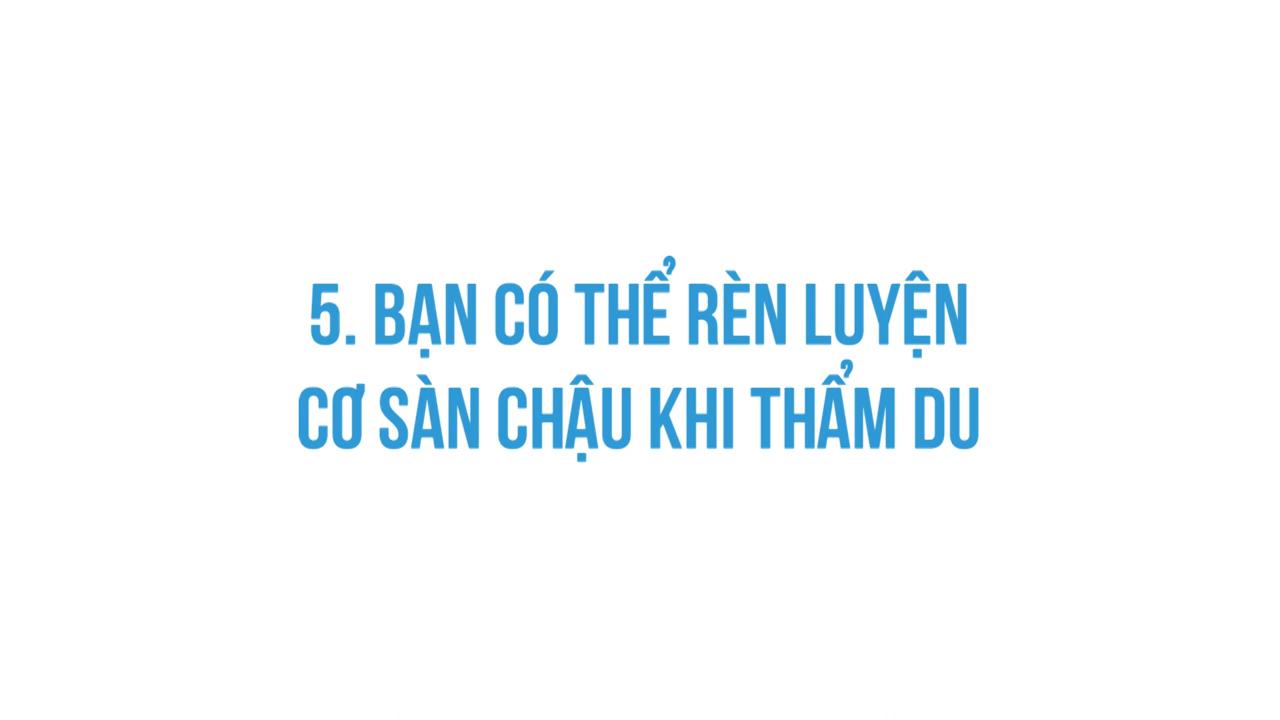 5. BẠN CÓ THỂ RÈN LUYỆN
CƠ SÀN CHẬU KHI THẨM DU